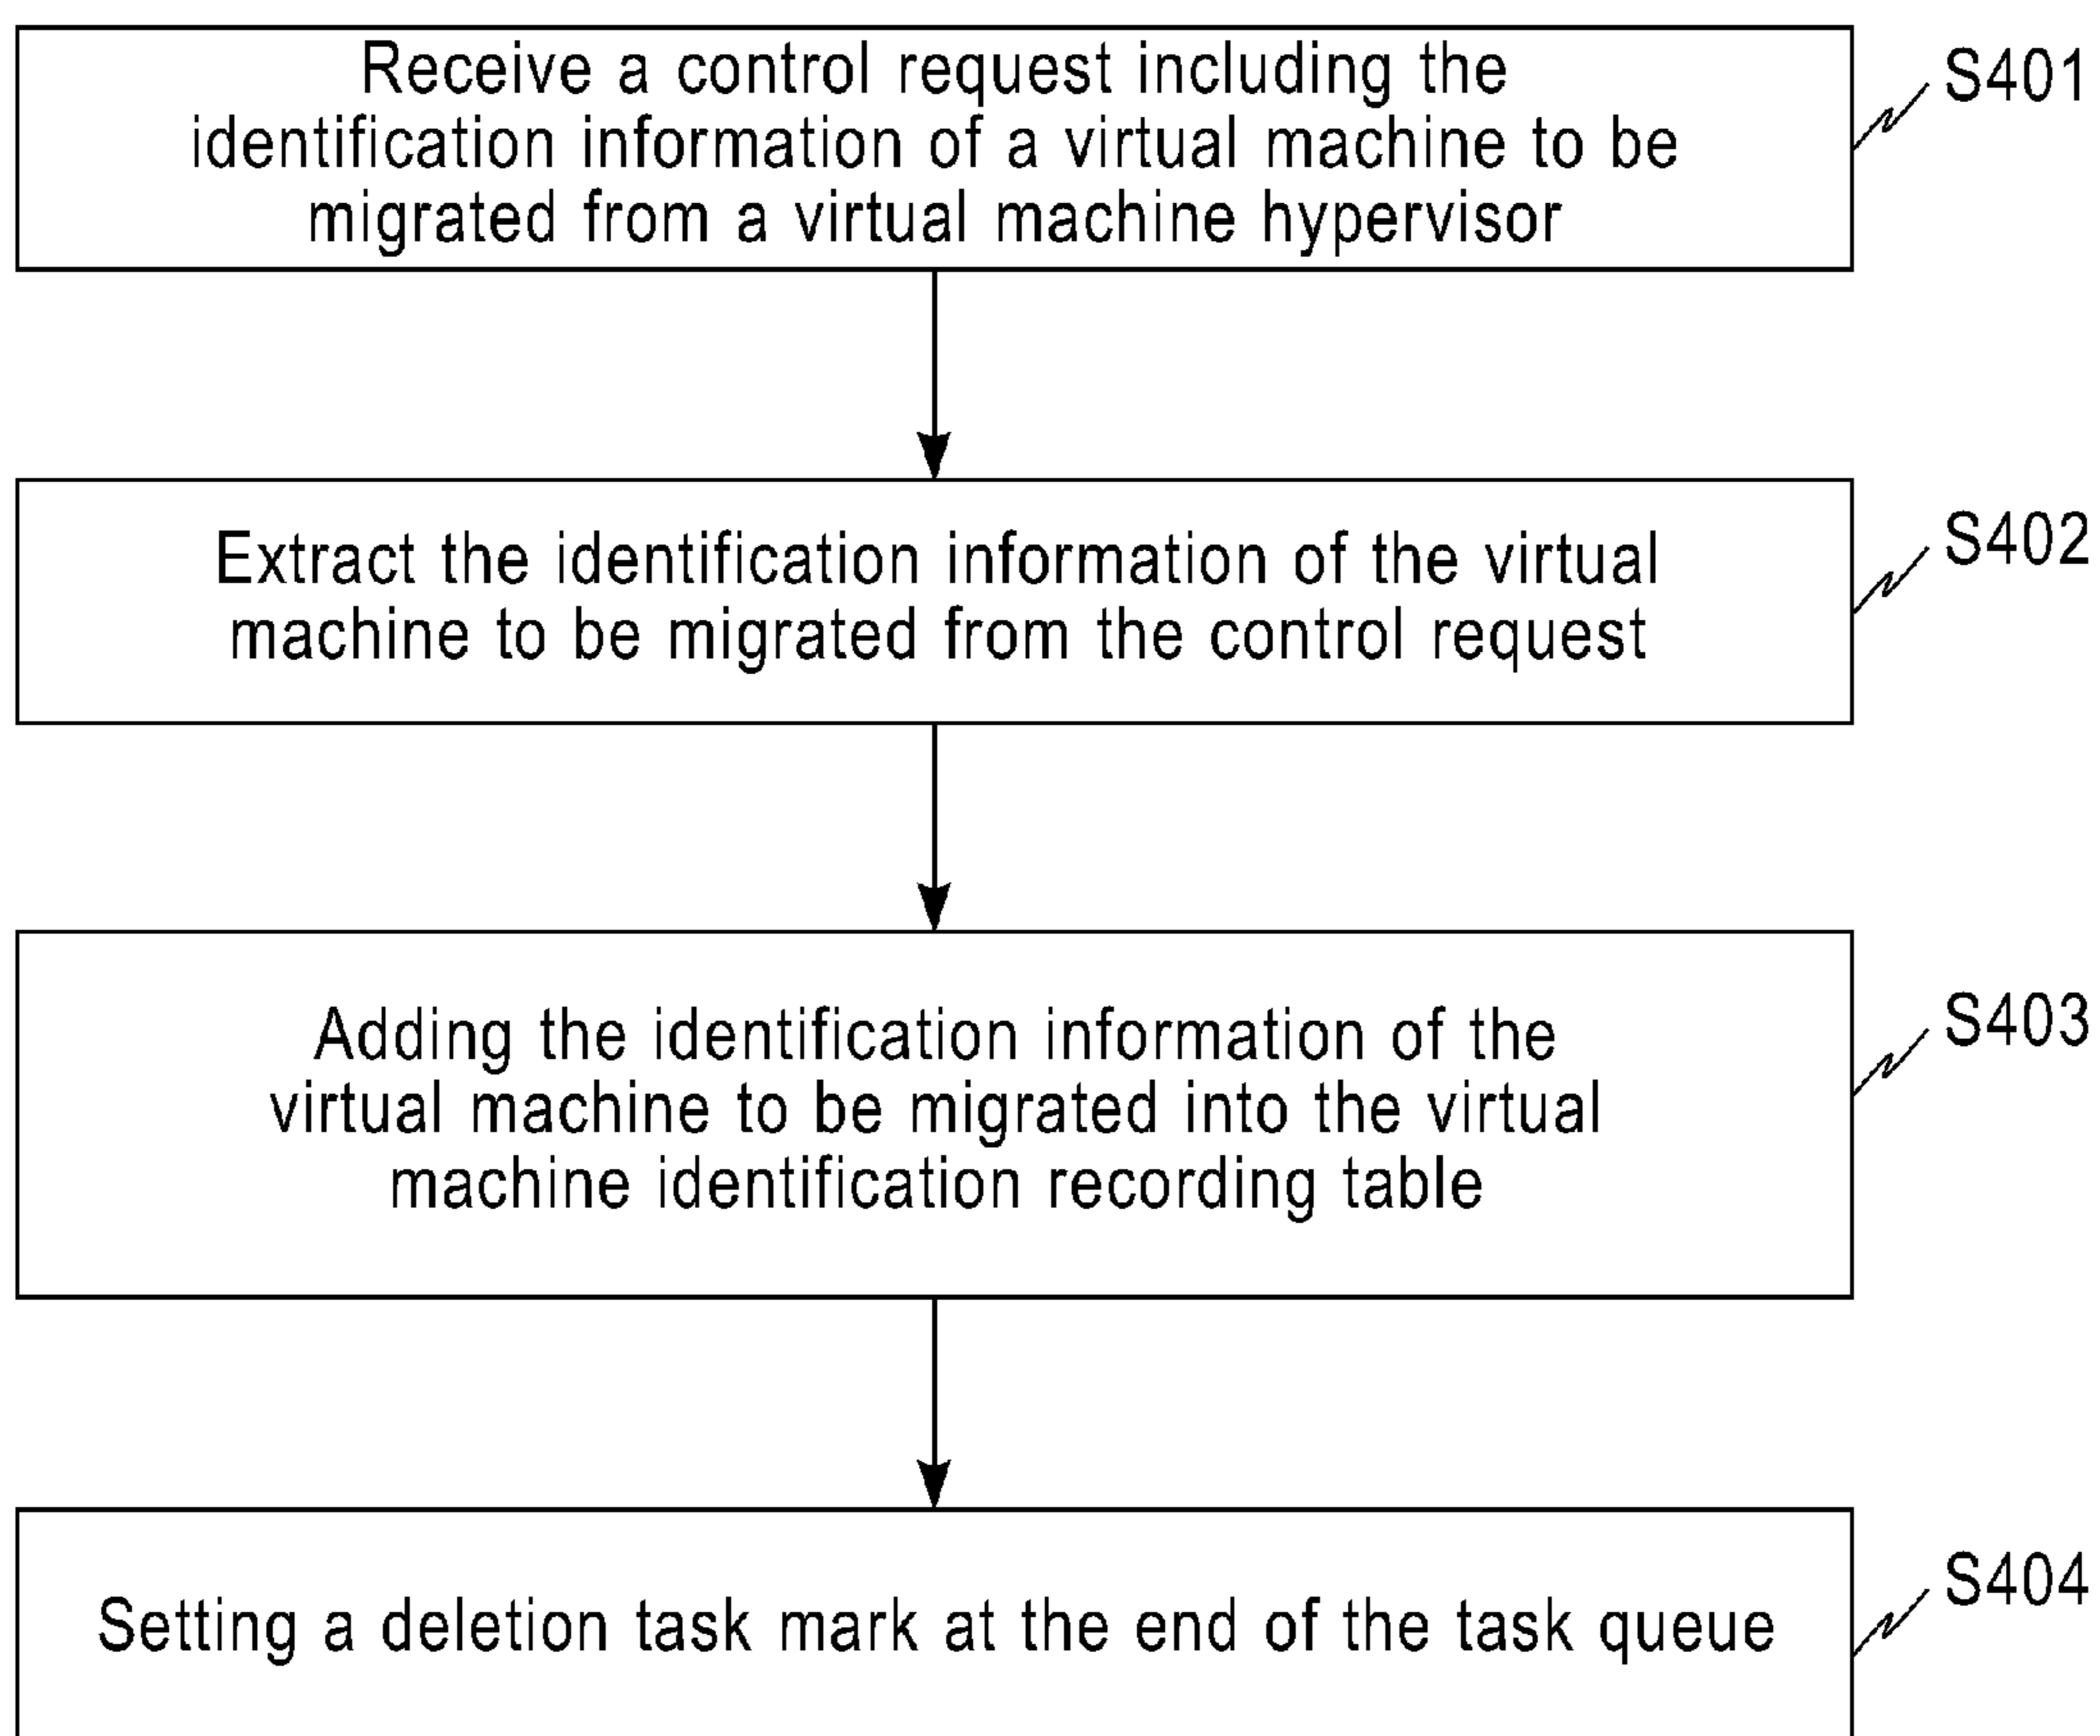 Receive a control request including the
identification information of a virtual machine to be
migrated from a virtual machine hypervisor
S401
Extract the identification information of the virtual
machine to be migrated from the control request
S402
Adding the identification information of the
virtual machine to be migrated into the virtual
machine identification recording table
S403
Setting a deletion task mark at the end of the task queue
S404